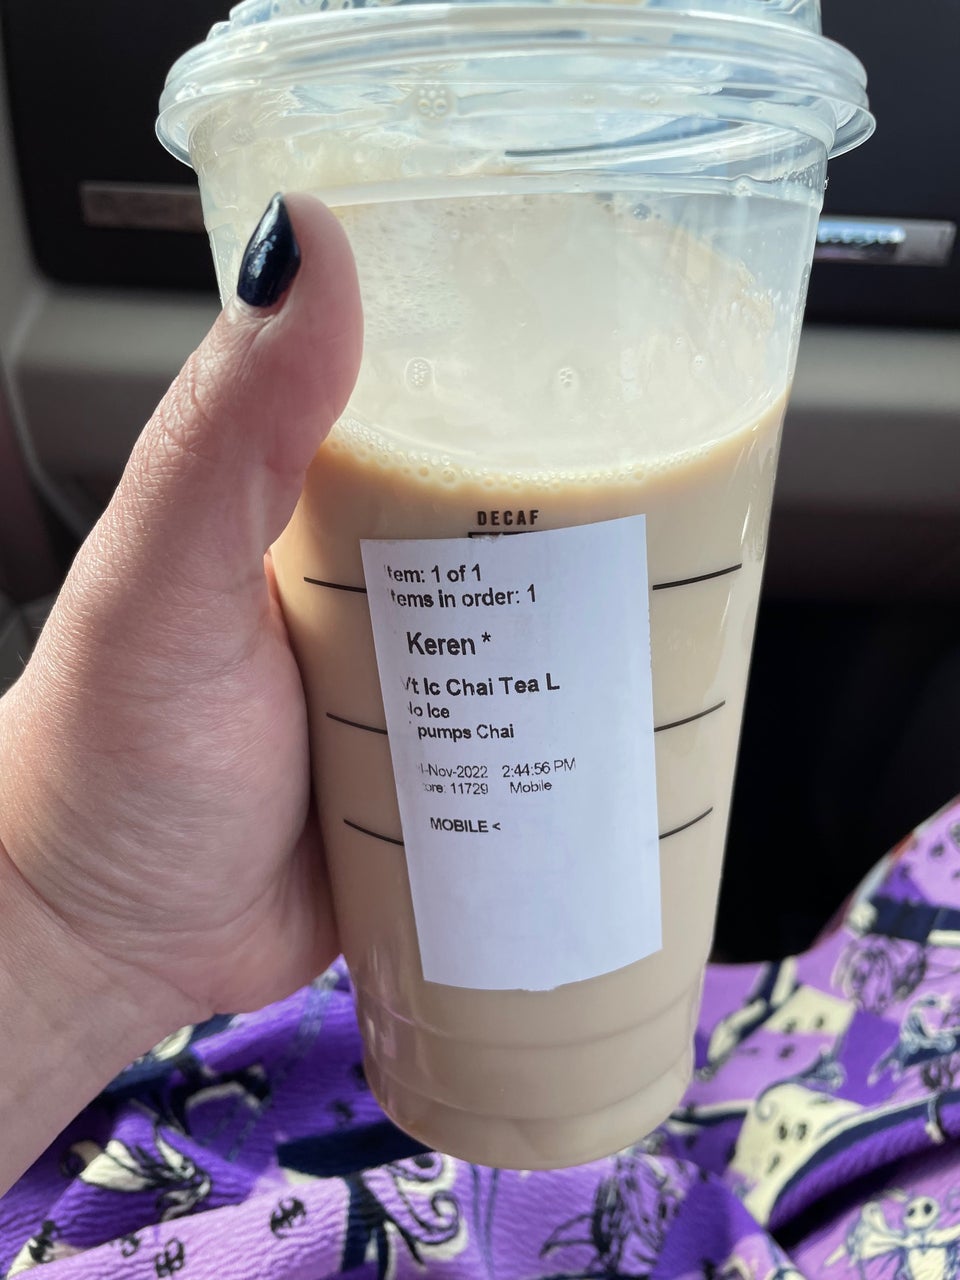 DECAF
tem: 1 of 1
tems in order: 1
Keren *
/t Ic Chai Tea L
lo Ice
pumps Chai
-Nov-2022 2:44:56 PM
ore: 11729 Mobile
MOBILE <